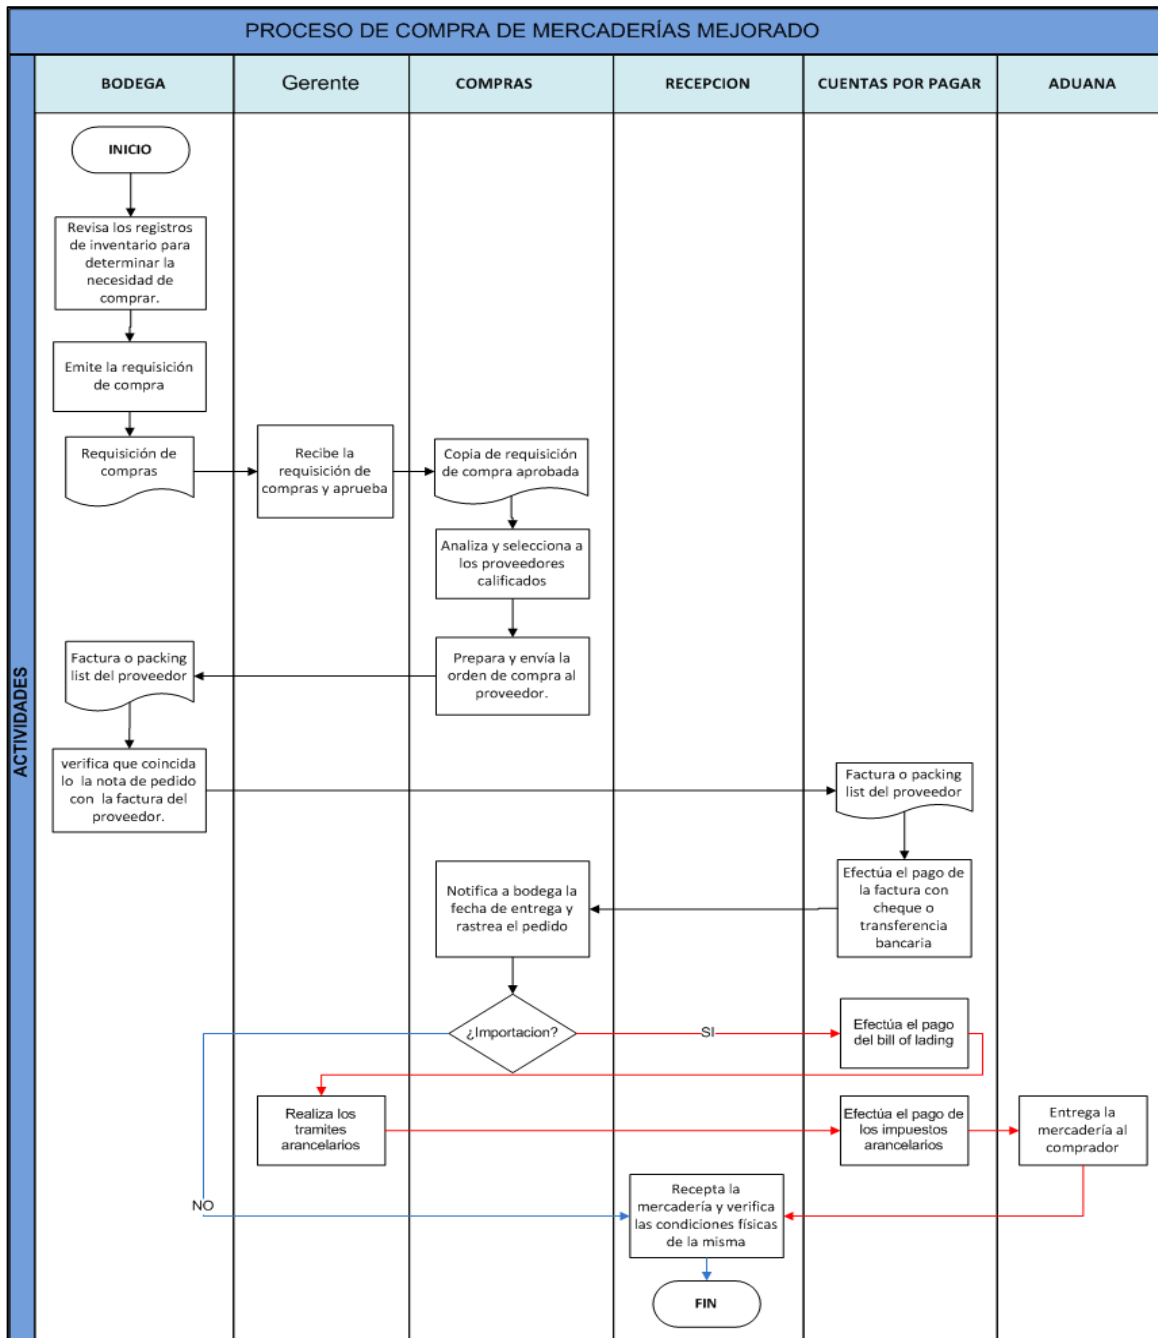 PROCESO DE COMPRA DE MERCADERÍAS MEJORADO
ACTIVIDADES
BODEGA
Gerente
COMPRAS
RECEPCION
CUENTAS POR PAGAR
ADUANA
INICIO
Revisa los registros
de inventario para
determinar la
necesidad de
comprar.
Emite la requisición
de compra
Requisición de
compras
Recibe la
requisición de
compras y aprueba
Copia de requisición
de compra aprobada
Analiza y selecciona a
los proveedores
calificados
Prepara y envía la
orden de compra al
proveedor.
Factura o packing
list del proveedor
verifica que coincida
lo la nota de pedido
con la factura del
proveedor.
Factura o packing
list del proveedor
Efectúa el pago de
la factura con
cheque o
transferencia
bancaria
Notifica a bodega la
fecha de entrega y
rastrea el pedido
¿Importacion?
SI
Efectúa el pago
del bill of lading
Realiza los
tramites
arancelarios
Efectúa el pago de
los impuestos
arancelarios
Entrega la
mercadería al
comprador
NO
Recepta la
mercadería y verifica
las condiciones físicas
de la misma
FIN